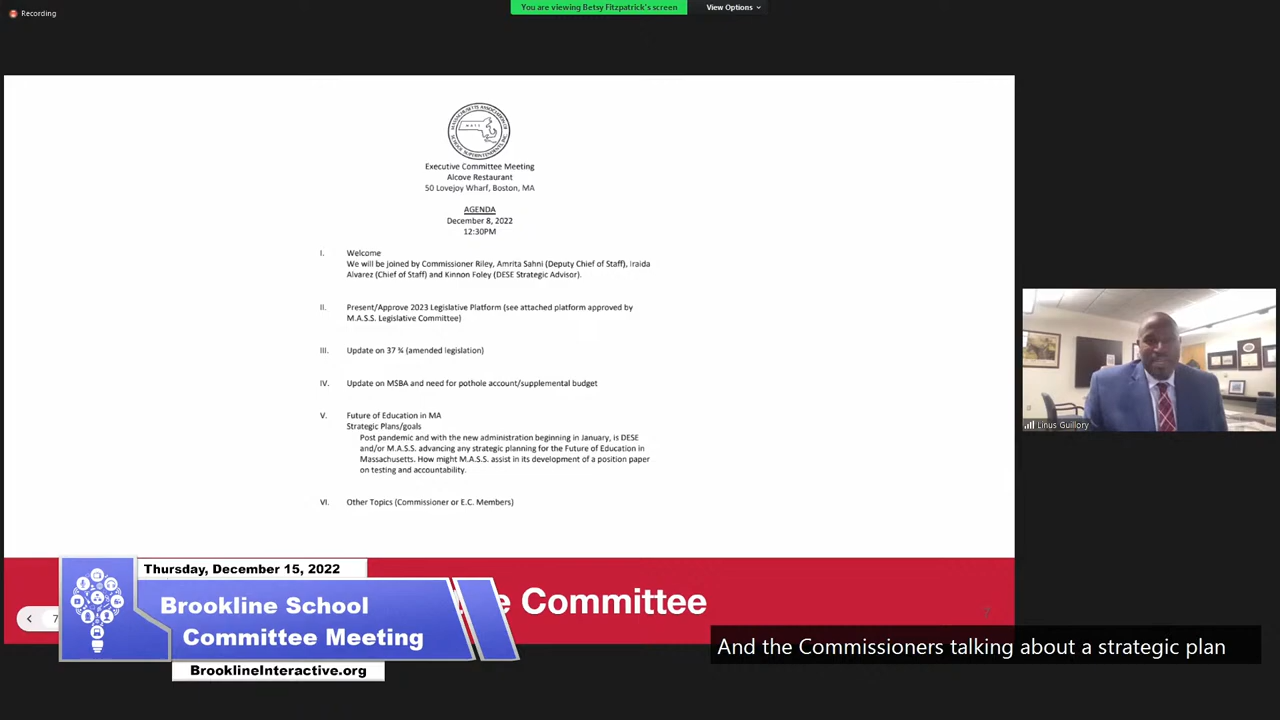 Recording
You are viewing Betsy Fitzpatrick's screen
View Options
MASSACHUSETTS ASSOCIATION OF
SCHOOL SUPERINTENDENTS, INC.
M A S S
Executive Committee Meeting
Alcove Restaurant
50 Lovejoy Wharf, Boston, MA
AGENDA
December 8, 2022
12:30PM
I. Welcome
We will be joined by Commissioner Riley, Amrita Sahni (Deputy Chief of Staff), Iraida
Alvarez (Chief of Staff) and Kinnon Foley (DESE Strategic Advisor).
II. Present/Approve 2023 Legislative Platform (see attached platform approved by
M.A.S.S. Legislative Committee)
III. Update on 37 % (amended legislation)
IV. Update on MSBA and need for pothole account/supplemental budget
V. Future of Education in MA
Strategic Plans/goals
Post pandemic and with the new administration beginning in January, is DESE
and/or M.A.S.S. advancing any strategic planning for the Future of Education in
Massachusetts. How might M.A.S.S. assist in its development of a position paper
on testing and accountability.
VI. Other Topics (Commissioner or E.C. Members)
Linus Guillory
Thursday, December 15, 2022
Brookline School
Committee Meeting
BrooklineInteractive.org
7
Committee
And the Commissioners talking about a strategic plan